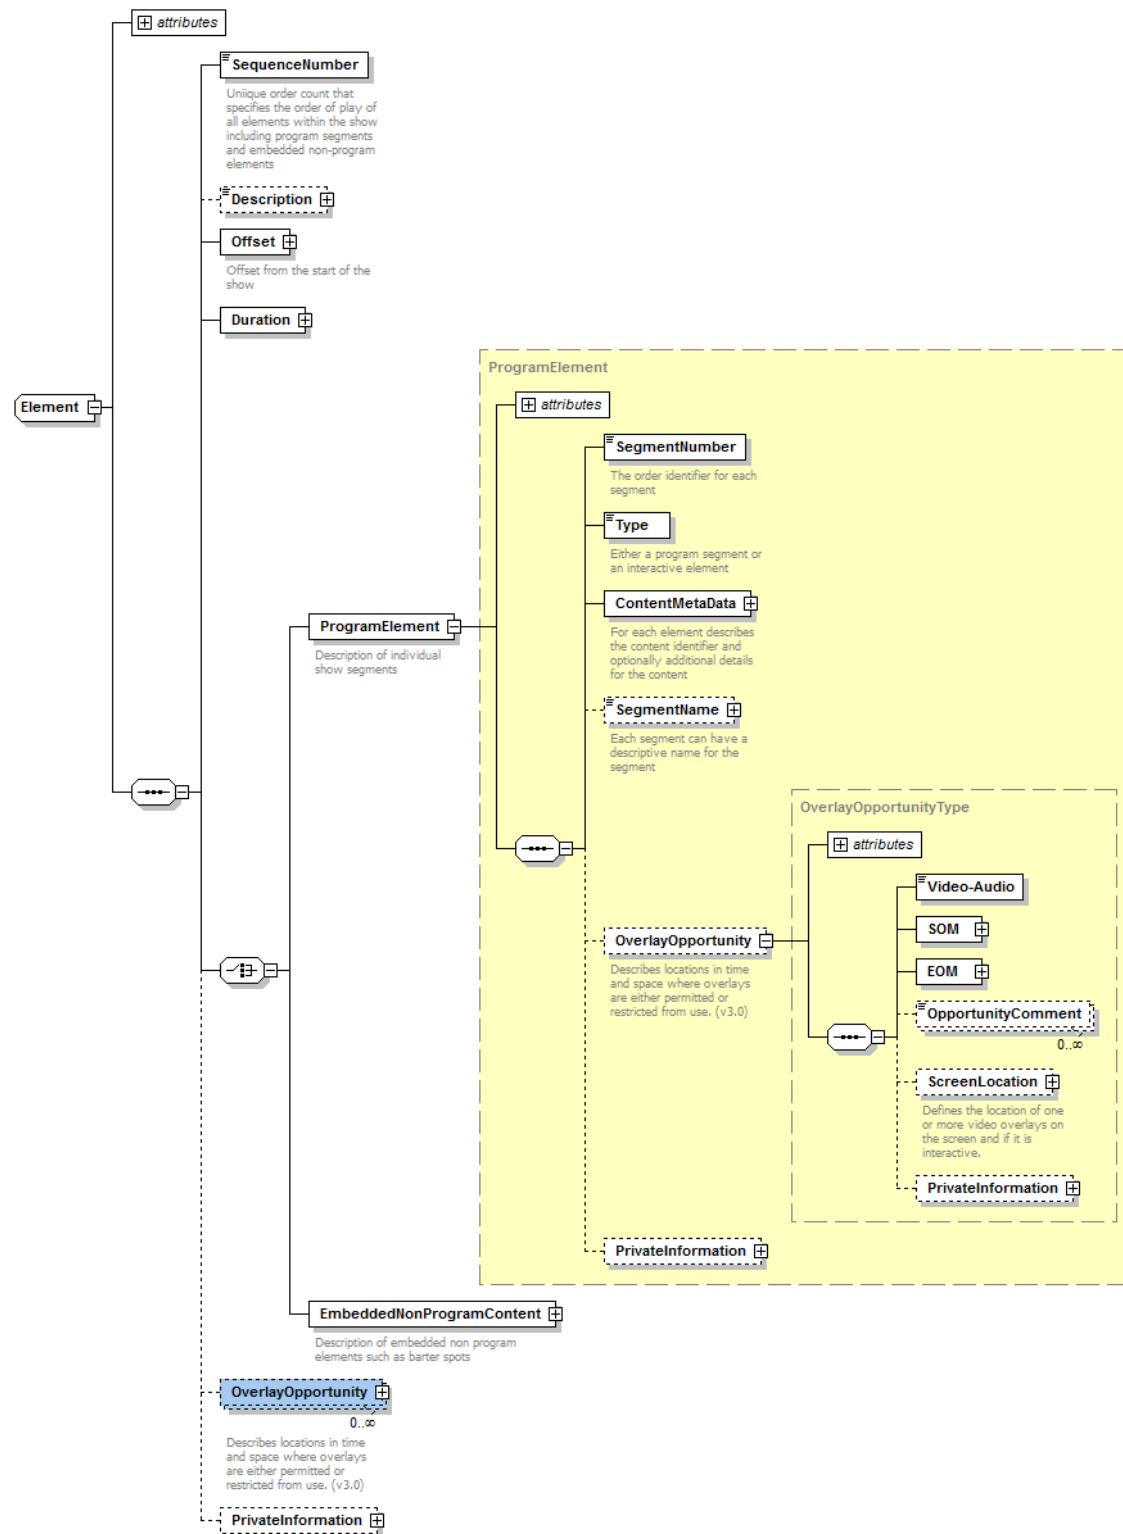 attributes
SequenceNumber
Uniique order count that
specifies the order of play of
all elements within the show
including program segments
and embedded non-program
elements
Description
Offset
Offset from the start of the
show
Duration
Element
ProgramElement
attributes
SegmentNumber
The order identifier for each
segment
Type
Either a program segment or
an interactive element
ContentMetaData
For each element describes
the content identifier and
optionally additional details
for the content
ProgramElement
Description of individual
show segments
SegmentName
Each segment can have a
descriptive name for the
segment
OverlayOpportunityType
attributes
Video-Audio
SOM
EOM
OpportunityComment
0..∞
ScreenLocation
Defines the location of one
or more video overlays on
the screen and if it is
interactive.
PrivateInformation
OverlayOpportunity
Describes locations in time
and space where overlays
are either permitted or
restricted from use. (v3.0)
PrivateInformation
EmbeddedNonProgramContent
Description of embedded non program
elements such as barter spots
OverlayOpportunity
0..∞
Describes locations in time
and space where overlays
are either permitted or
restricted from use. (v3.0)
PrivateInformation